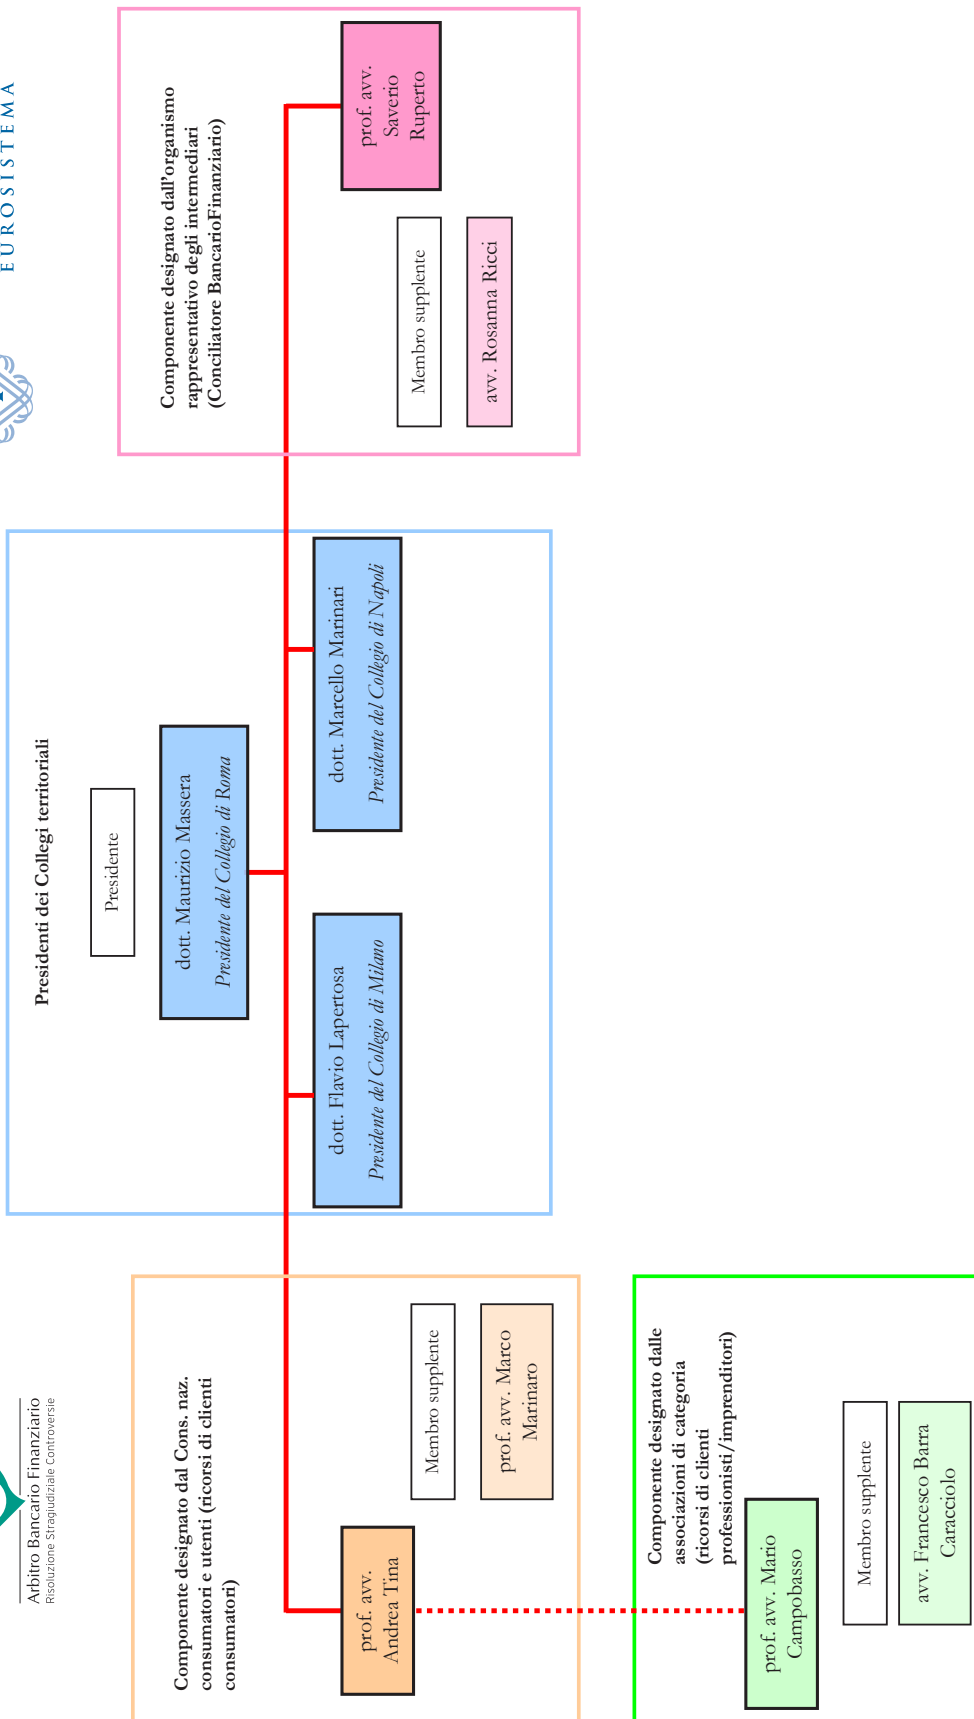 Arbitro Bancario Finanziario
Risoluzione Stragiudiziale Controversie
EUROSISTEMA
Presidenti dei Collegi territoriali
Presidente
dott. Maurizio Massera
Presidente del Collegio di Roma
dott. Flavio Lapertosa
Presidente del Collegio di Milano
dott. Marcello Marinari
Presidente del Collegio di Napoli
Componente designato dal Cons. naz.
consumatori e utenti (ricorsi di clienti
consumatori)
prof. avv.
Andrea Tina
Membro supplente
prof. avv. Marco
Marinaro
Componente designato dall'organismo
rappresentativo degli intermediari
(Conciliatore BancarioFinanziario)
prof. avv.
Saverio
Ruperto
Membro supplente
avv. Rosanna Ricci
Componente designato dalle
associazioni di categoria
(ricorsi di clienti
professionisti/imprenditori)
prof. avv. Mario
Campobasso
Membro supplente
avv. Francesco Barra
Caracciolo